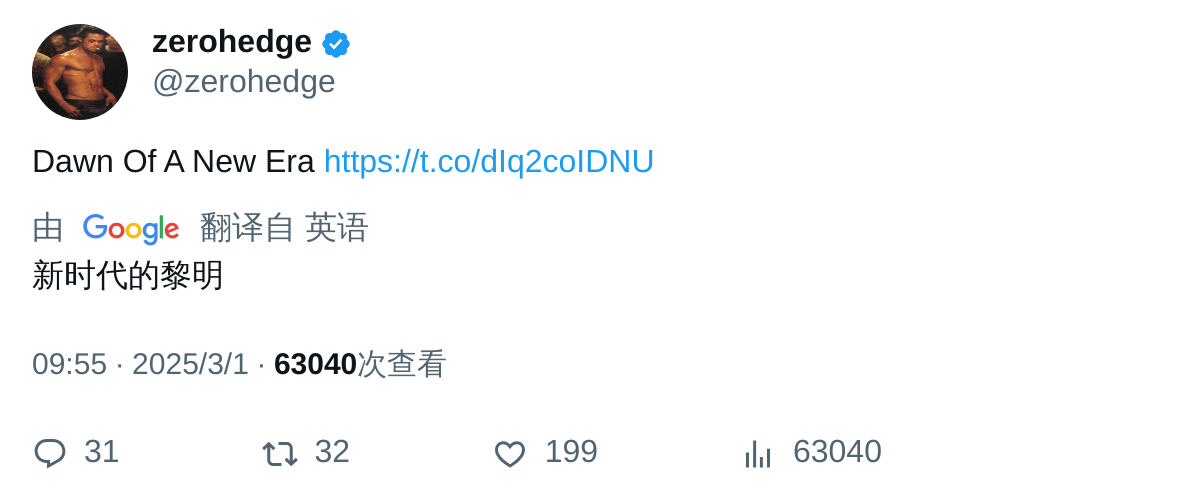 zerohedge
@zerohedge
Dawn Of A New Era https://t.co/dIq2coIDNU
由 Google 翻译自 英语
新时代的黎明
09:55 · 2025/3/1 · 63040次查看
31 32 199 63040